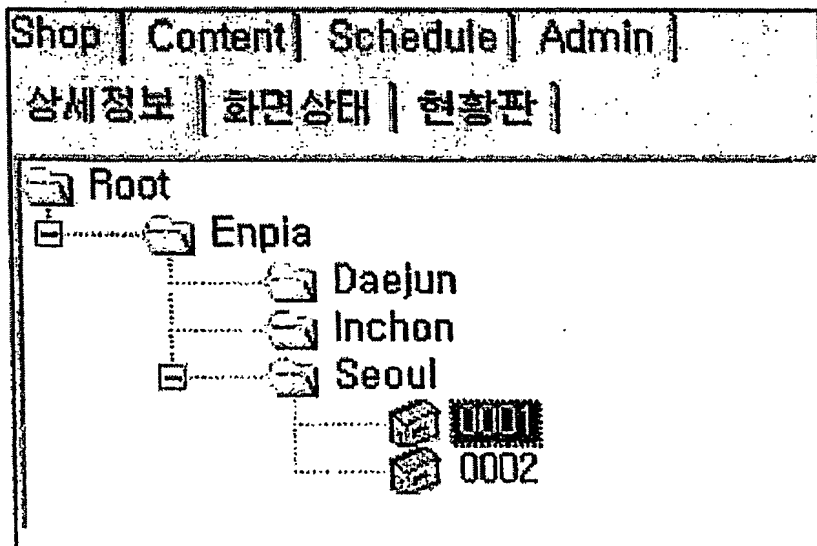 Shop Content Schedule Admin
상세정보 화면상태 현황판
Root
Enpla
Daejun
Inchon
Seoul
0001
0002